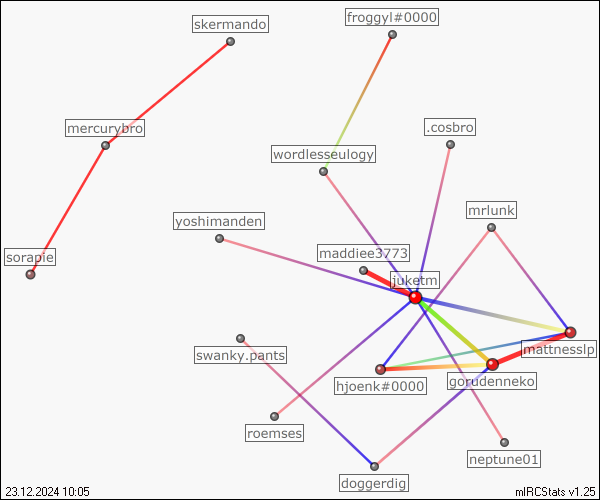 froggyl#0000
skermando
.cosbro
mercurybro
wordlesseulogy
mrlunk
yoshimanden
maddiee3773
sorapie
juketm
mattnesslp
swanky.pants
gorudenneko
hjoenk#0000
roemses
neptune01
doggerdig
23.12.2024 10:05
mIRCStats v1.25